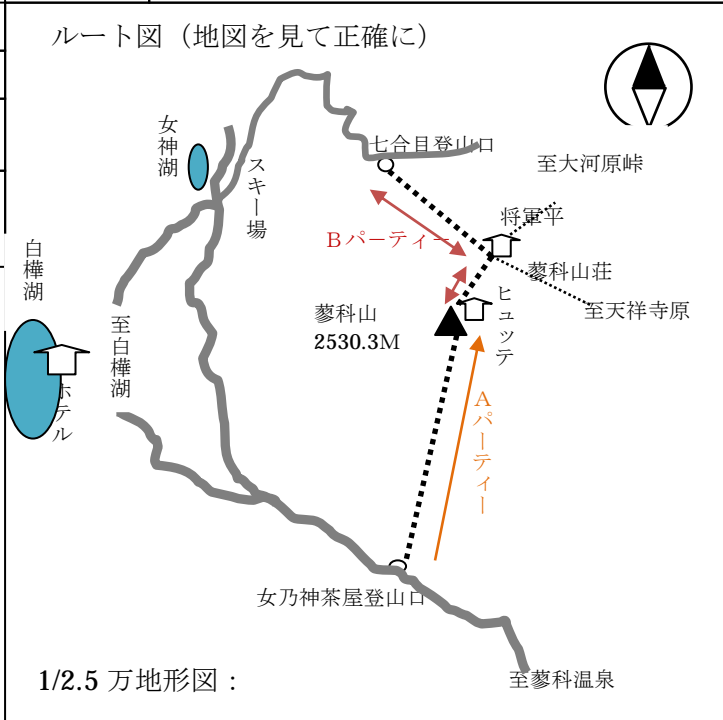 ルート図（地図を見て正確に）
七合目登山口
女神湖
スキー場
至大河原峠
将軍平
Bパーティー
蓼科山荘
白樺湖
ヒュッテ
至天祥寺原
蓼科山
2530.3M
至白樺湖
ホテル
Aパーティー
女乃神茶屋登山口
1/2.5 万地形図：
至蓼科温泉